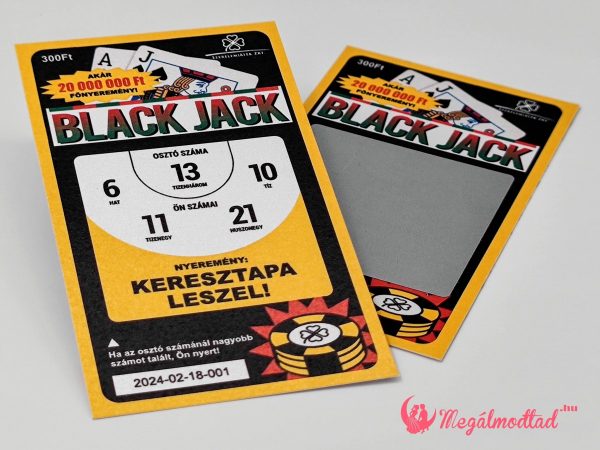 300Ft
A J
SZERELEMJÁTÉK ZRT
AKÁR
20 000 000 Ft
FŐNYEREMÉNY!
BLACK JACK
OSZTÓ SZÁMA
13
TIZENHÁROM
6
HAT
10
TÍZ
ÖN SZÁMAI
11
TIZENEGY
21
HUSZONEGY
NYEREMÉNY:
KERESZTAPA
LESZEL!
Ha az osztó számánál nagyobb
számot talált, Ön nyert!
2024-02-18-001
300Ft
A J
AKÁR
20 000 000 Ft
FŐNYEREMÉNY!
BLACK JACK
Megálmodtad.hu